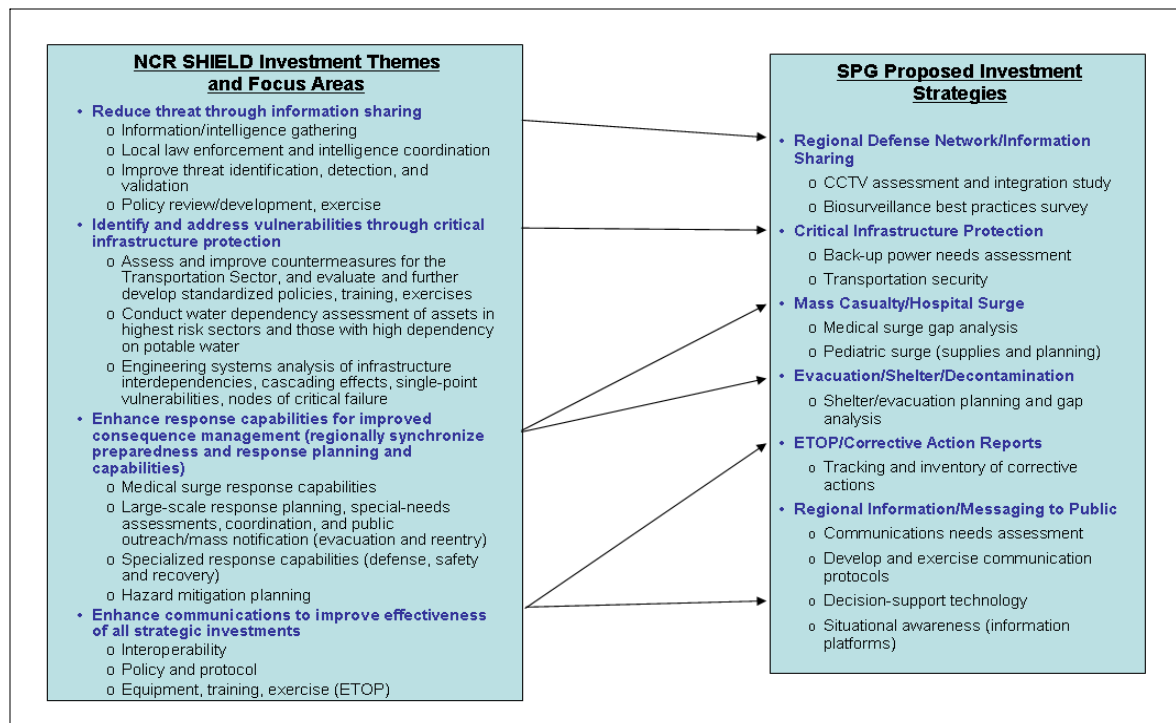 NCR SHIELD Investment Themes
and Focus Areas
• Reduce threat through information sharing
o Information/intelligence gathering
o Local law enforcement and intelligence coordination
o Improve threat identification, detection, and
validation
o Policy review/development, exercise
• Identify and address vulnerabilities through critical
infrastructure protection
o Assess and improve countermeasures for the
Transportation Sector, and evaluate and further
develop standardized policies, training, exercises
o Conduct water dependency assessment of assets in
highest risk sectors and those with high dependency
on potable water
o Engineering systems analysis of infrastructure
interdependencies, cascading effects, single-point
vulnerabilities, nodes of critical failure
• Enhance response capabilities for improved
consequence management (regionally synchronize
preparedness and response planning and
capabilities)
o Medical surge response capabilities
o Large-scale response planning, special-needs
assessments, coordination, and public
outreach/mass notification (evacuation and reentry)
o Specialized response capabilities (defense, safety
and recovery)
o Hazard mitigation planning
• Enhance communications to improve effectiveness
of all strategic investments
o Interoperability
o Policy and protocol
o Equipment, training, exercise (ETOP)
SPG Proposed Investment
Strategies
• Regional Defense Network/Information
Sharing
o CCTV assessment and integration study
o Biosurveillance best practices survey
• Critical Infrastructure Protection
o Back-up power needs assessment
o Transportation security
• Mass Casualty/Hospital Surge
o Medical surge gap analysis
o Pediatric surge (supplies and planning)
• Evacuation/Shelter/Decontamination
o Shelter/evacuation planning and gap
analysis
• ETOP/Corrective Action Reports
o Tracking and inventory of corrective
actions
• Regional Information/Messaging to Public
o Communications needs assessment
o Develop and exercise communication
protocols
o Decision-support technology
o Situational awareness (information
platforms)